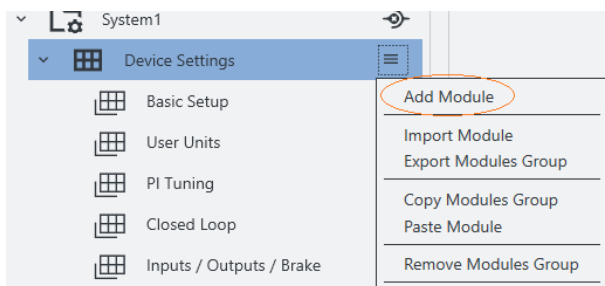 System1
Device Settings
Basic Setup
User Units
PI Tuning
Closed Loop
Inputs / Outputs / Brake
Add Module
Import Module
Export Modules Group
Copy Modules Group
Paste Module
Remove Modules Group